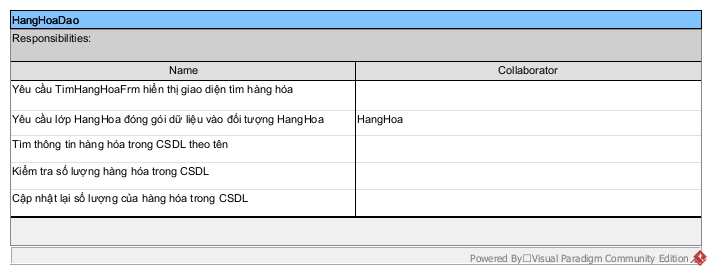 HangHoaDao
Responsibilities:
Name Collaborator
Yêu cầu TimHangHoaFrm hiển thị giao diện tìm hàng hóa
Yêu cầu lớp HangHoa đóng gói dữ liệu vào đối tượng HangHoa HangHoa
Tìm thông tin hàng hóa trong CSDL theo tên
Kiểm tra số lượng hàng hóa trong CSDL
Cập nhật lại số lượng của hàng hóa trong CSDL
Powered By□Visual Paradigm Community Edition